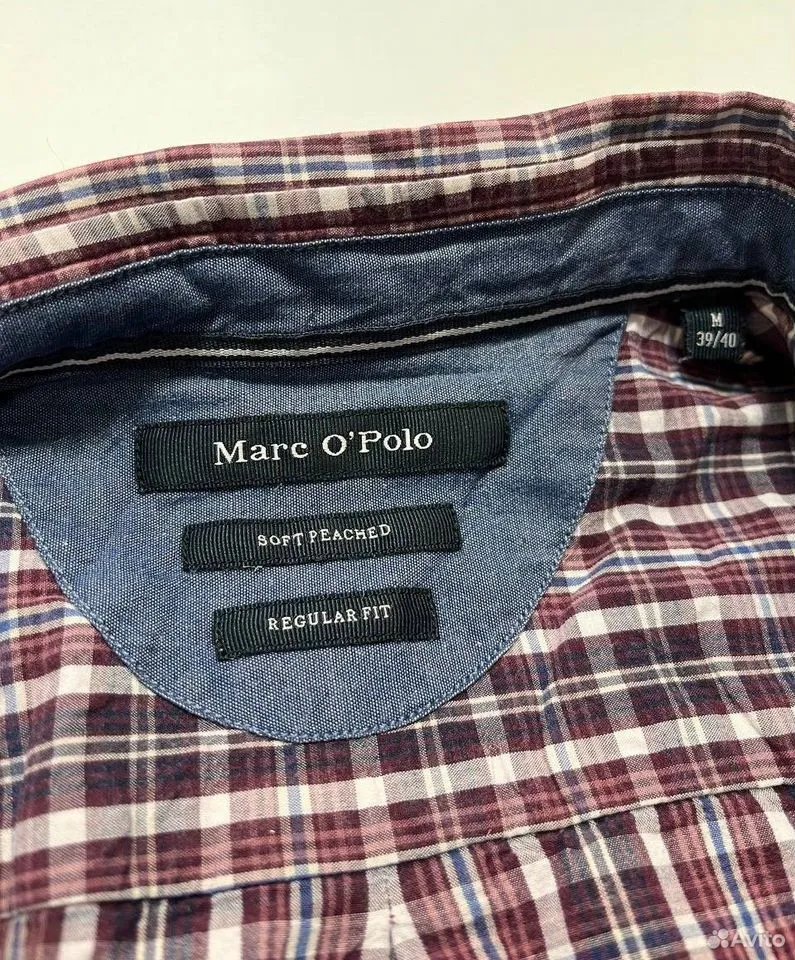 M
39/40
Marc O'Polo
SOFT PEACHED
REGULAR FIT
Avito